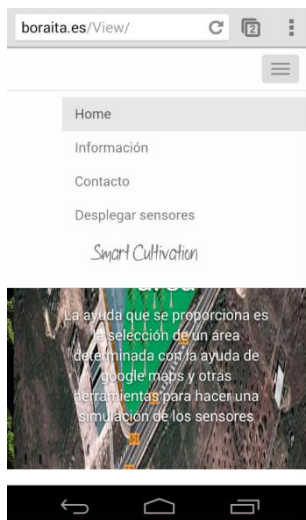 boraita.es/View/
2
Home
Información
Contacto
Desplegar sensores
Smart Cultivation
área
La ayuda que se proporciona es
la selección de un área
determinada con la ayuda de
google maps y otras
herramientas para hacer una
simulación de los sensores